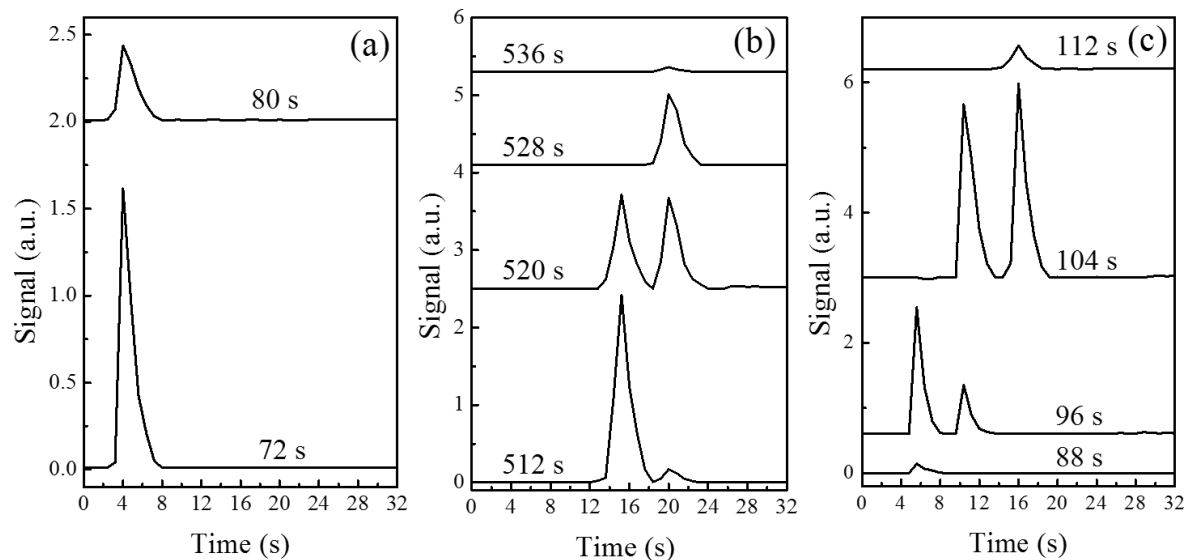 (a)
2.5
2.0
1.5
1.0
0.5
0.0
80 s
72 s
0 4 8 12 16 20 24 28 32
Time (s)
Signal (a.u.)
(b)
6
5
4
3
2
1
0
536 s
528 s
520 s
512 s
0 4 8 12 16 20 24 28 32
Time (s)
Signal (a.u.)
(c)
6
4
2
0
112 s
104 s
96 s
88 s
0 4 8 12 16 20 24 28 32
Time (s)
Signal (a.u.)